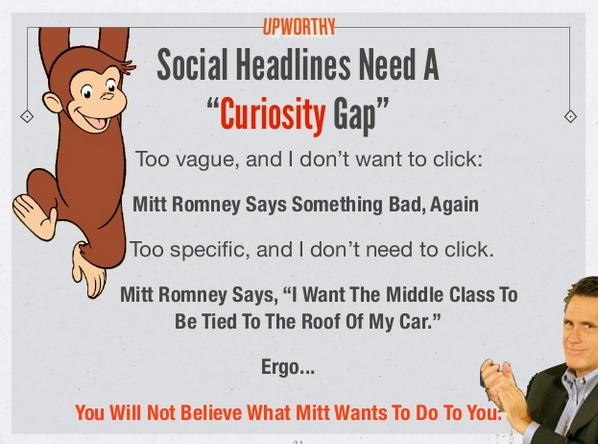 UPWORTHY
Social Headlines Need A
“Curiosity Gap”
Too vague, and I don’t want to click:
Mitt Romney Says Something Bad, Again
Too specific, and I don’t need to click.
Mitt Romney Says, “I Want The Middle Class To
Be Tied To The Roof Of My Car.”
Ergo...
You Will Not Believe What Mitt Wants To Do To You.